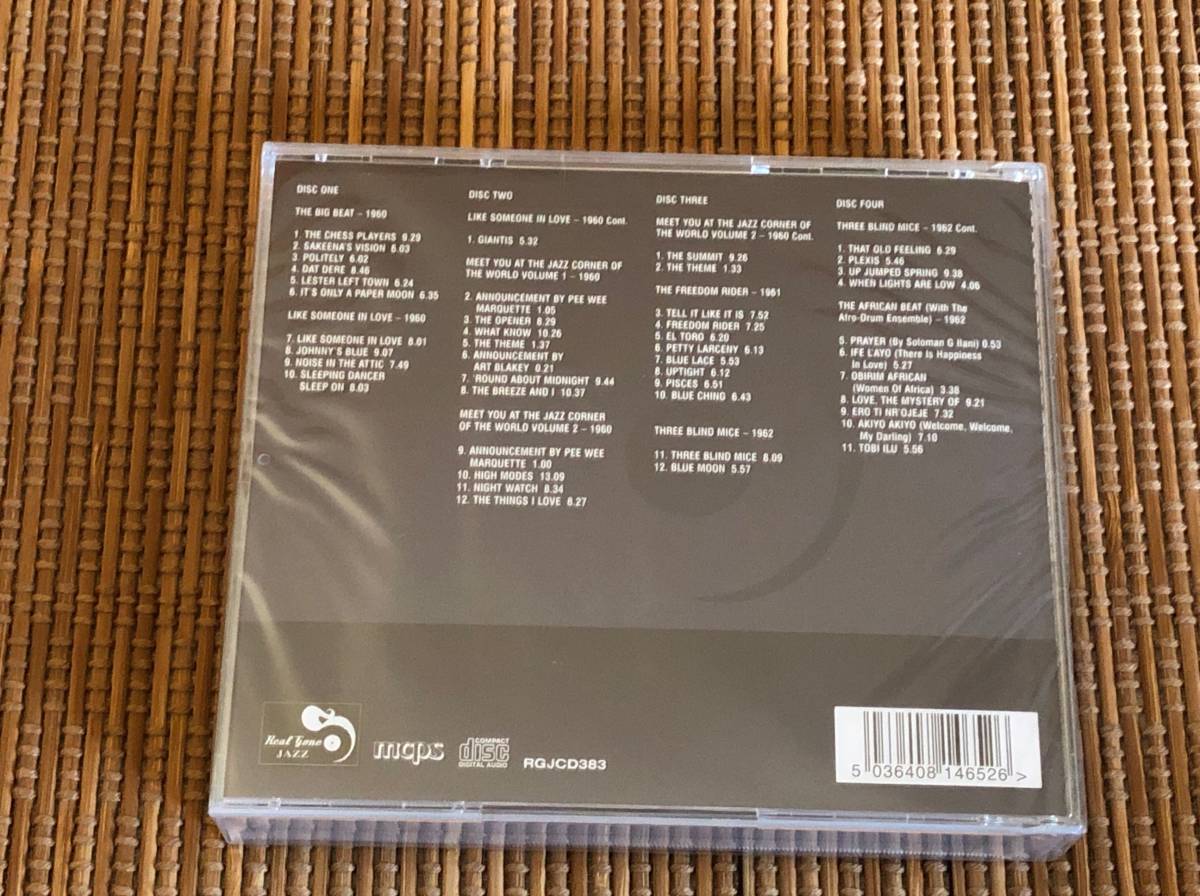 DISC ONE
THE BIG BEAT - 1960
1. THE CHESS PLAYERS 9.29
2. SAKEENA'S VISION 6.03
3. POLITELY 6.02
4. DAT DERE 8.46
5. LESTER LEFT TOWN 6.24
6. IT'S ONLY A PAPER MOON 6.35
LIKE SOMEONE IN LOVE - 1960
7. LIKE SOMEONE IN LOVE 8.01
8. JOHNNY'S BLUE 9.07
9. NOISE IN THE ATTIC 7.49
10. SLEEPING DANCER
SLEEP ON 8.03
DISC TWO
LIKE SOMEONE IN LOVE - 1960 Cont.
1. GIANTIS 5.32
MEET YOU AT THE JAZZ CORNER OF
THE WORLD VOLUME 1 - 1960
2. ANNOUNCEMENT BY PEE WEE
MARQUETTE 1.05
3. THE OPENER 8.29
4. WHAT KNOW 10.26
5. THE THEME 1.37
6. ANNOUNCEMENT BY
ART BLAKEY 0.21
7. 'ROUND ABOUT MIDNIGHT 9.44
8. THE BREEZE AND I 10.37
MEET YOU AT THE JAZZ CORNER
OF THE WORLD VOLUME 2 - 1960
9. ANNOUNCEMENT BY PEE WEE
MARQUETTE 1.00
10. HIGH MODES 13.09
11. NIGHT WATCH 8.34
12. THE THINGS I LOVE 8.27
DISC THREE
MEET YOU AT THE JAZZ CORNER OF
THE WORLD VOLUME 2 - 1960 Cont.
1. THE SUMMIT 9.26
2. THE THEME 1.33
THE FREEDOM RIDER - 1961
3. TELL IT LIKE IT IS 7.52
4. FREEDOM RIDER 7.25
5. EL TORO 6.20
6. PETTY LARCENY 6.13
7. BLUE LACE 5.53
8. UPTIGHT 6.12
9. PISCES 6.51
10. BLUE CHING 6.43
THREE BLIND MICE - 1962
11. THREE BLIND MICE 8.09
12. BLUE MOON 5.57
DISC FOUR
THREE BLIND MICE - 1962 Cont.
1. THAT OLD FEELING 6.29
2. PLEXIS 5.46
3. UP JUMPED SPRING 9.38
4. WHEN LIGHTS ARE LOW 4.06
THE AFRICAN BEAT (With The
Afro-Drum Ensemble) - 1962
5. PRAYER (By Soloman G Ilani) 0.53
6. IFE L'AYO (There Is Happiness
In Love) 5.27
7. OBIRIM AFRICAN
(Women Of Africa) 3.38
8. LOVE, THE MYSTERY OF 9.21
9. ERO TI NR'OJEJE 7.32
10. AKIYO AKIYO (Welcome, Welcome,
My Darling) 7.10
11. TOBI ILU 5.56
Real Gone
JAZZ
mcps
COMPACT
disc
DIGITAL AUDIO
RGJCD383
5 036408 146526 >